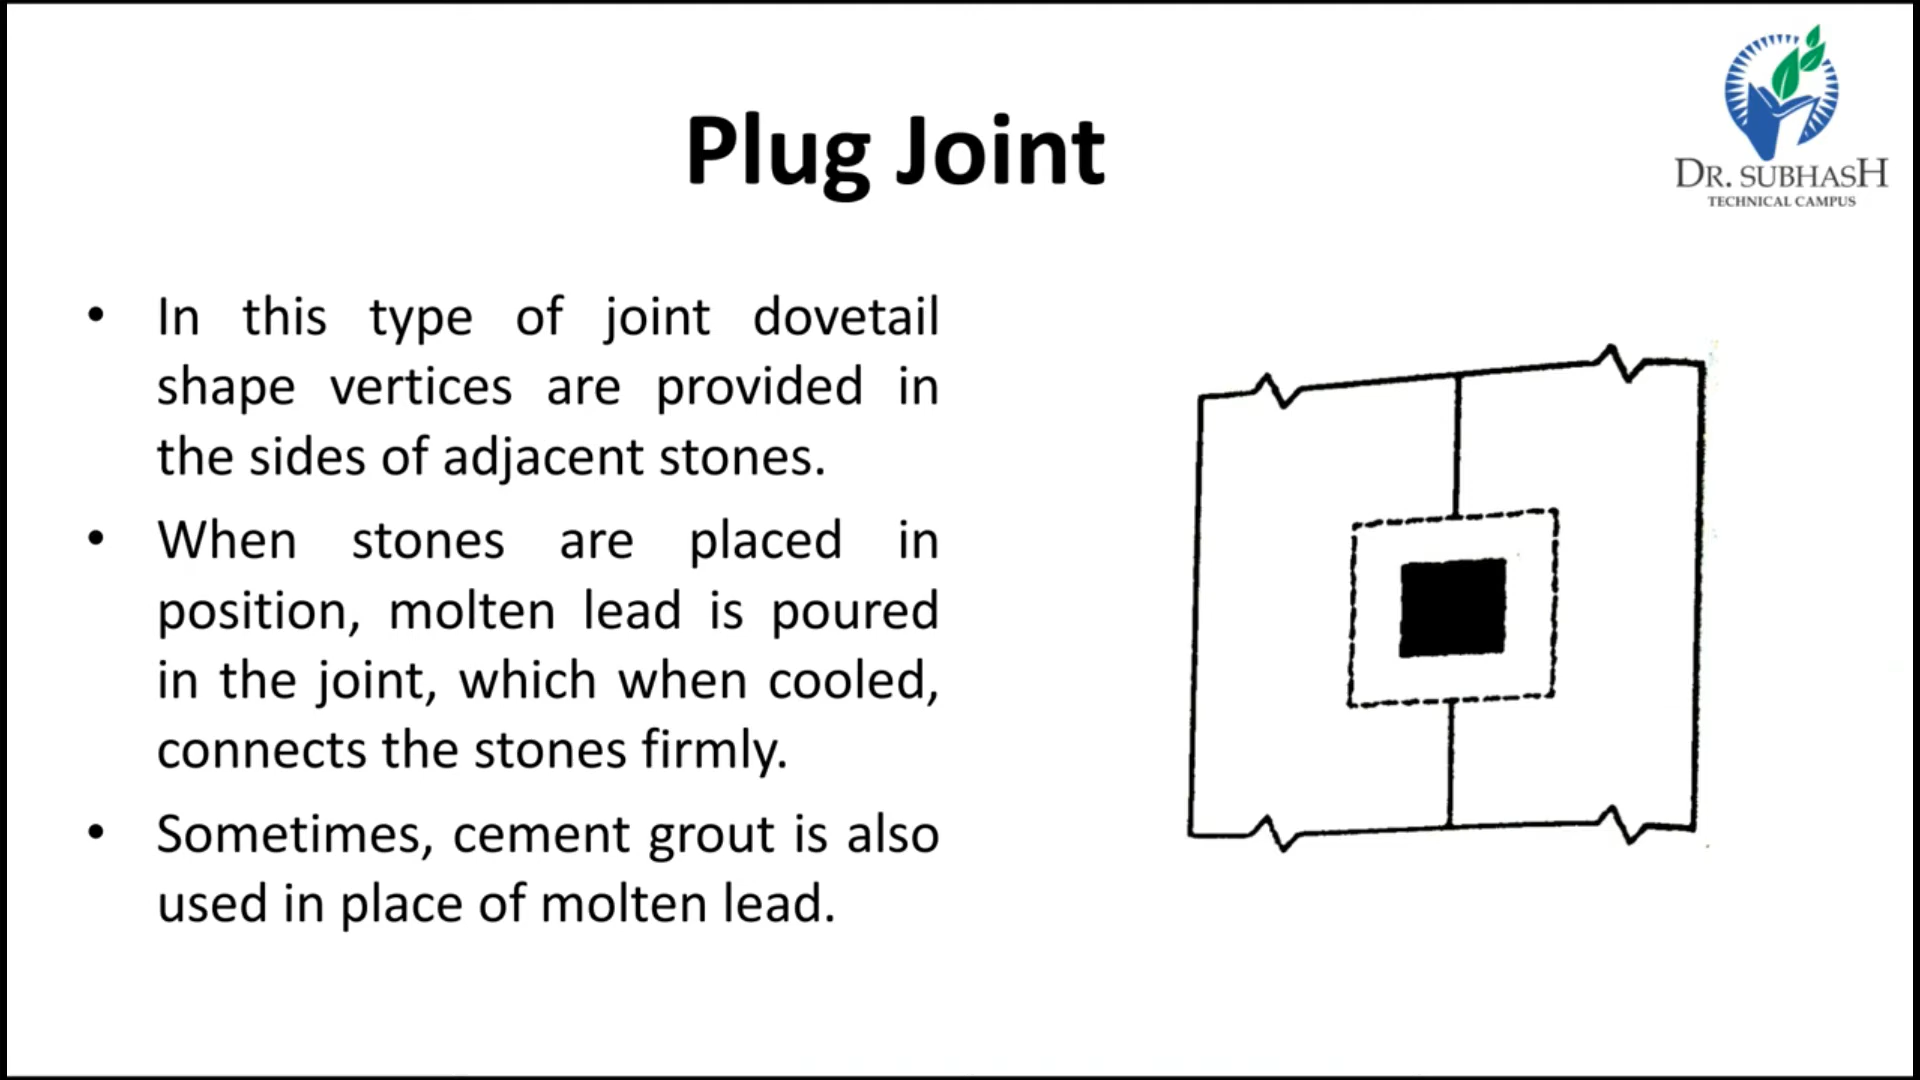 DR. SUBHASH
TECHNICAL CAMPUS
Plug Joint
• In this type of joint dovetail
shape vertices are provided in
the sides of adjacent stones.
• When stones are placed in
position, molten lead is poured
in the joint, which when cooled,
connects the stones firmly.
• Sometimes, cement grout is also
used in place of molten lead.